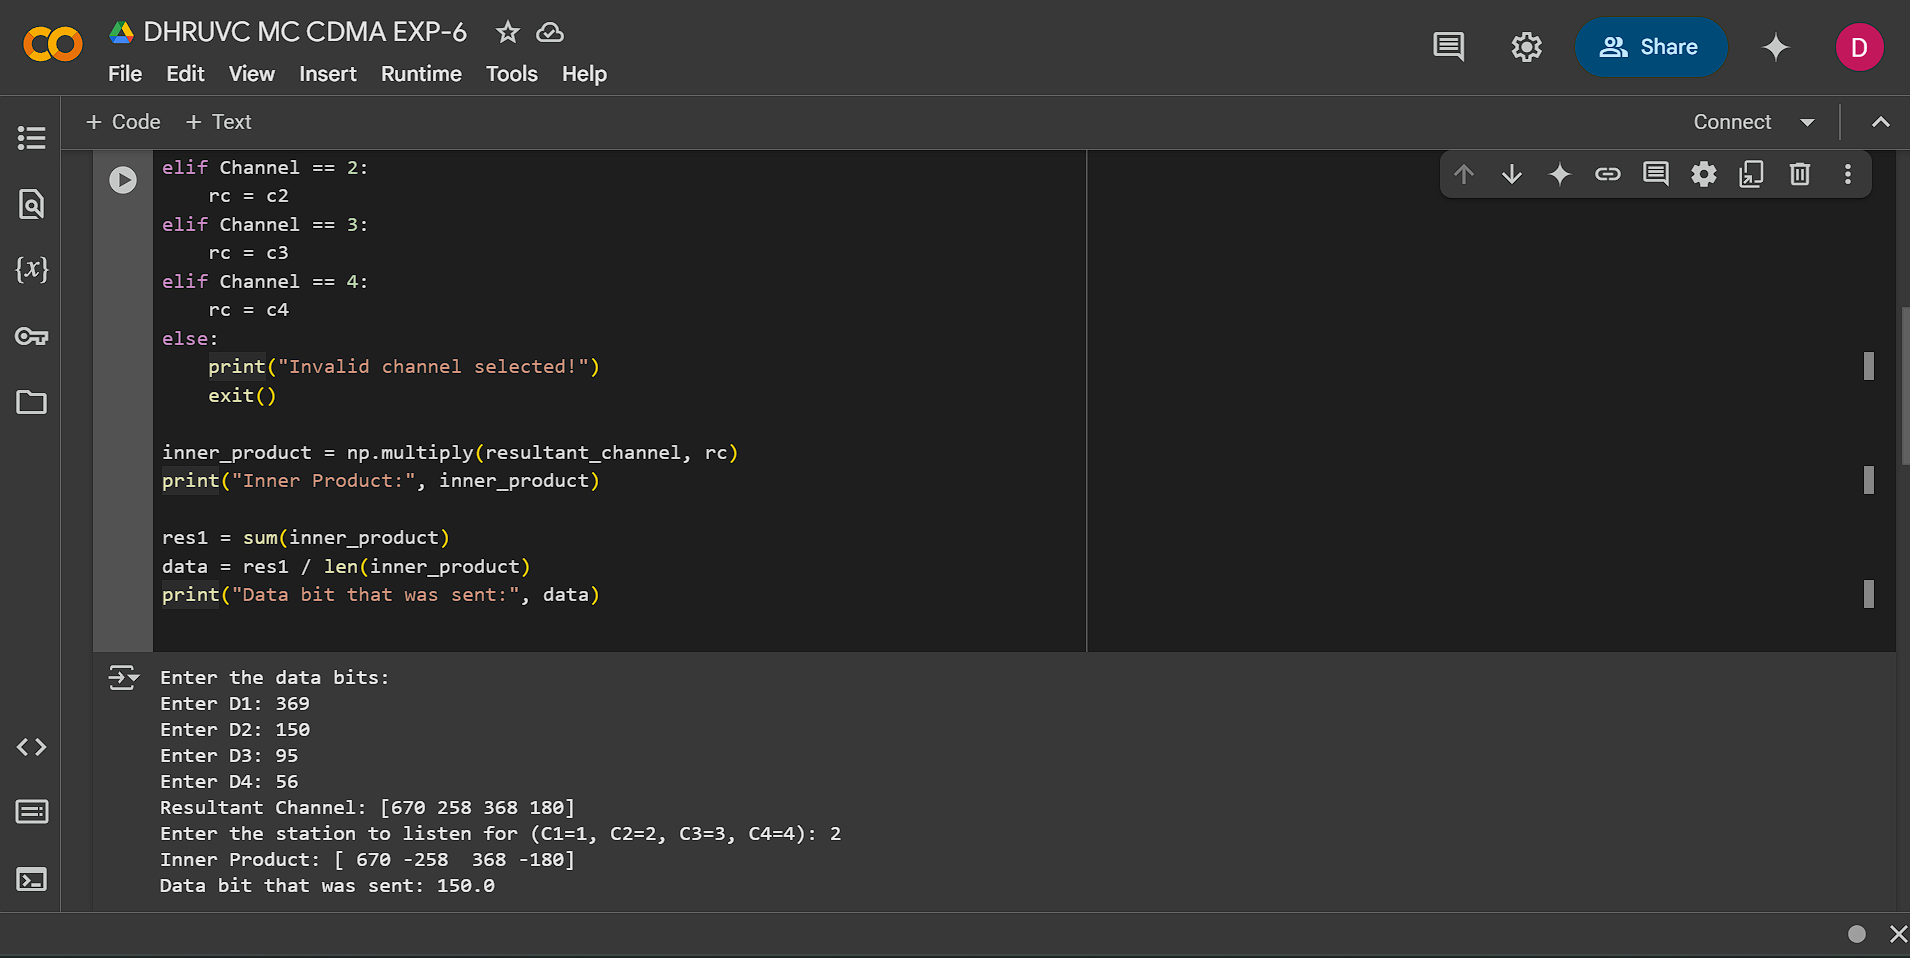 DHRUVC MC CDMA EXP-6
File Edit View Insert Runtime Tools Help
Share
D
+ Code + Text
Connect
{x}
elif Channel == 2:
    rc = c2
elif Channel == 3:
    rc = c3
elif Channel == 4:
    rc = c4
else:
    print("Invalid channel selected!")
    exit()
inner_product = np.multiply(resultant_channel, rc)
print("Inner Product:", inner_product)
res1 = sum(inner_product)
data = res1 / len(inner_product)
print("Data bit that was sent:", data)
Enter the data bits:
Enter D1: 369
Enter D2: 150
Enter D3: 95
Enter D4: 56
Resultant Channel: [670 258 368 180]
Enter the station to listen for (C1=1, C2=2, C3=3, C4=4): 2
Inner Product: [ 670 -258  368 -180]
Data bit that was sent: 150.0